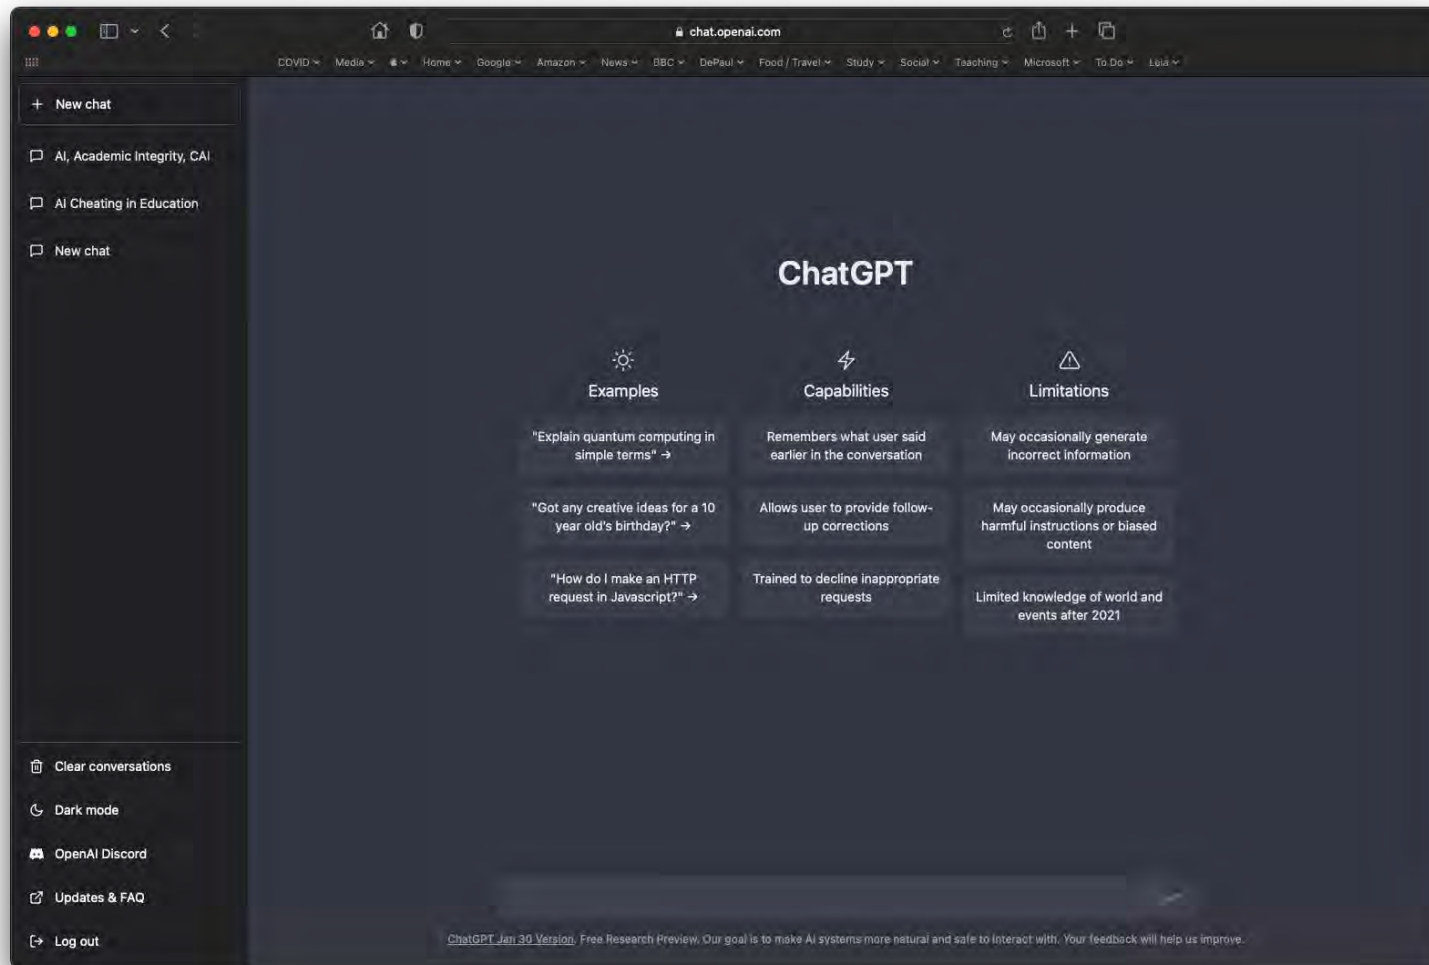 chat.openai.com
COVID Media Home Google Amazon News BBC DePaul Food / Travel Study Social Teaching Microsoft To Do Leia
New chat
AI, Academic Integrity, CAI
AI Cheating in Education
New chat
ChatGPT
Examples
"Explain quantum computing in
simple terms" →
"Got any creative ideas for a 10
year old's birthday?" →
"How do I make an HTTP
request in Javascript?" →
Capabilities
Remembers what user said
earlier in the conversation
Allows user to provide follow-
up corrections
Trained to decline inappropriate
requests
Limitations
May occasionally generate
incorrect information
May occasionally produce
harmful instructions or biased
content
Limited knowledge of world and
events after 2021
Clear conversations
Dark mode
OpenAI Discord
Updates & FAQ
Log out
ChatGPT Jan 30 Version. Free Research Preview. Our goal is to make AI systems more natural and safe to interact with. Your feedback will help us improve.